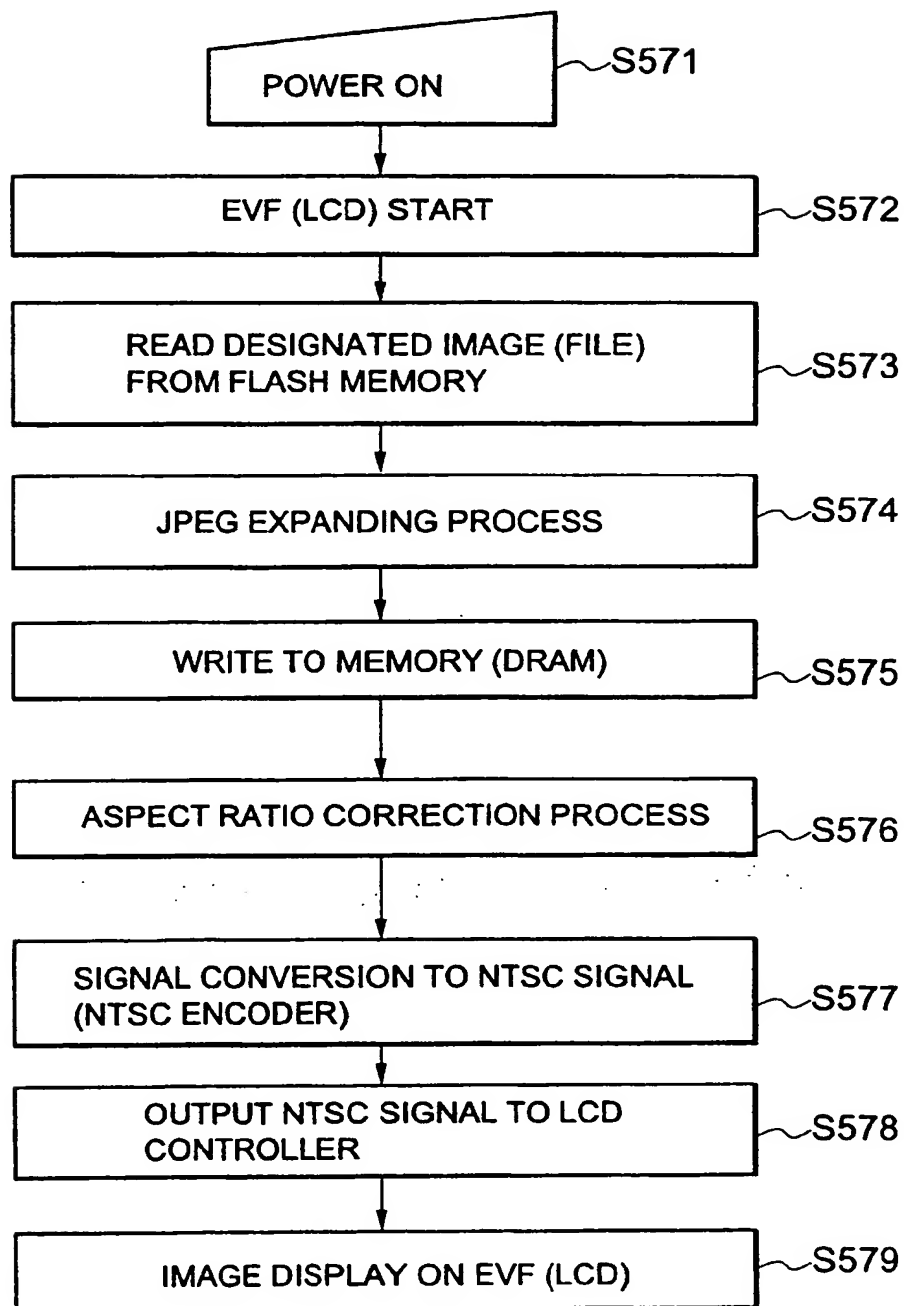 POWER ON
S571
EVF (LCD) START
S572
READ DESIGNATED IMAGE (FILE)
FROM FLASH MEMORY
S573
JPEG EXPANDING PROCESS
S574
WRITE TO MEMORY (DRAM)
S575
ASPECT RATIO CORRECTION PROCESS
S576
SIGNAL CONVERSION TO NTSC SIGNAL
(NTSC ENCODER)
S577
OUTPUT NTSC SIGNAL TO LCD
CONTROLLER
S578
IMAGE DISPLAY ON EVF (LCD)
S579